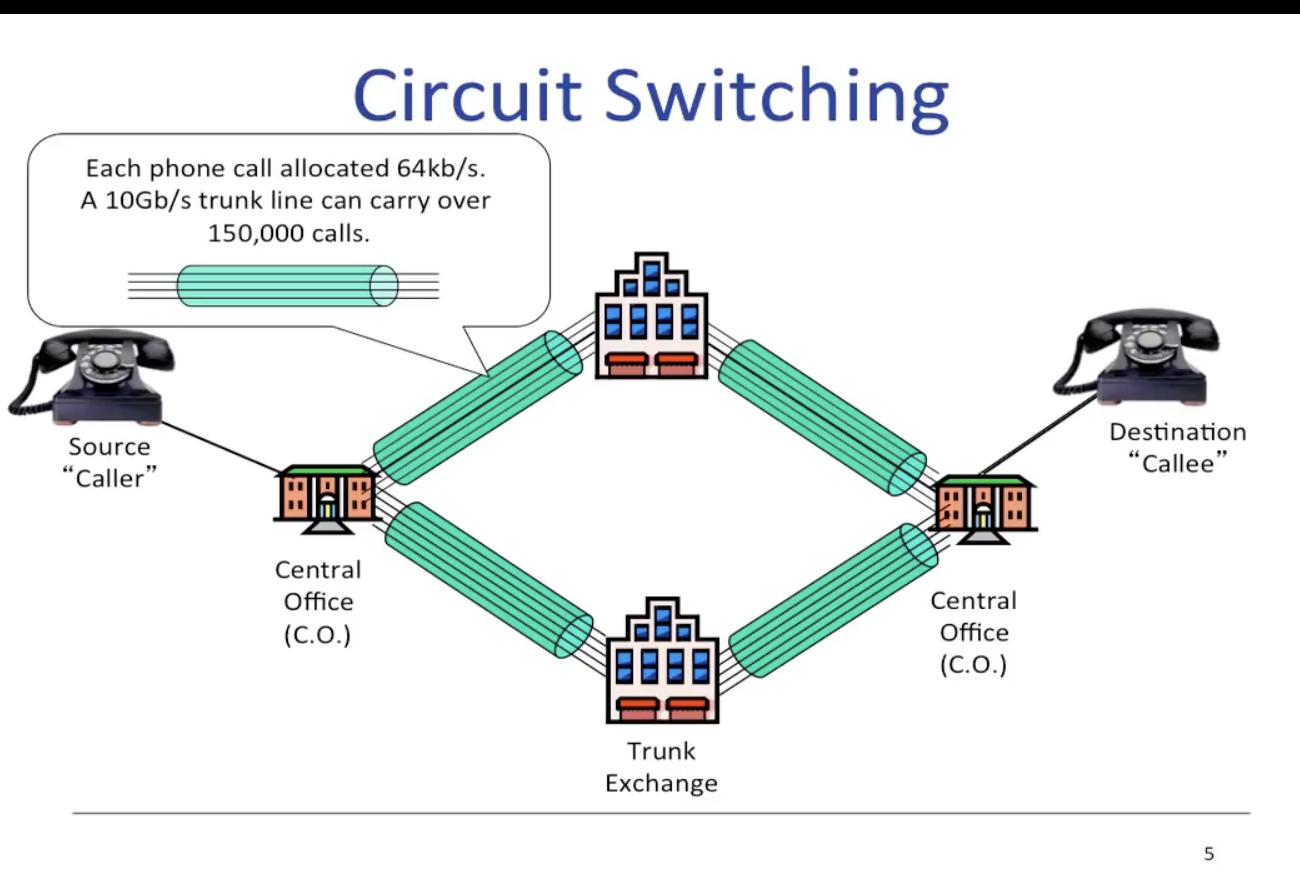 Circuit Switching
Each phone call allocated 64kb/s.
A 10Gb/s trunk line can carry over
150,000 calls.
Source
“Caller”
Destination
“Callee”
Central
Office
(C.O.)
Central
Office
(C.O.)
Trunk
Exchange
5